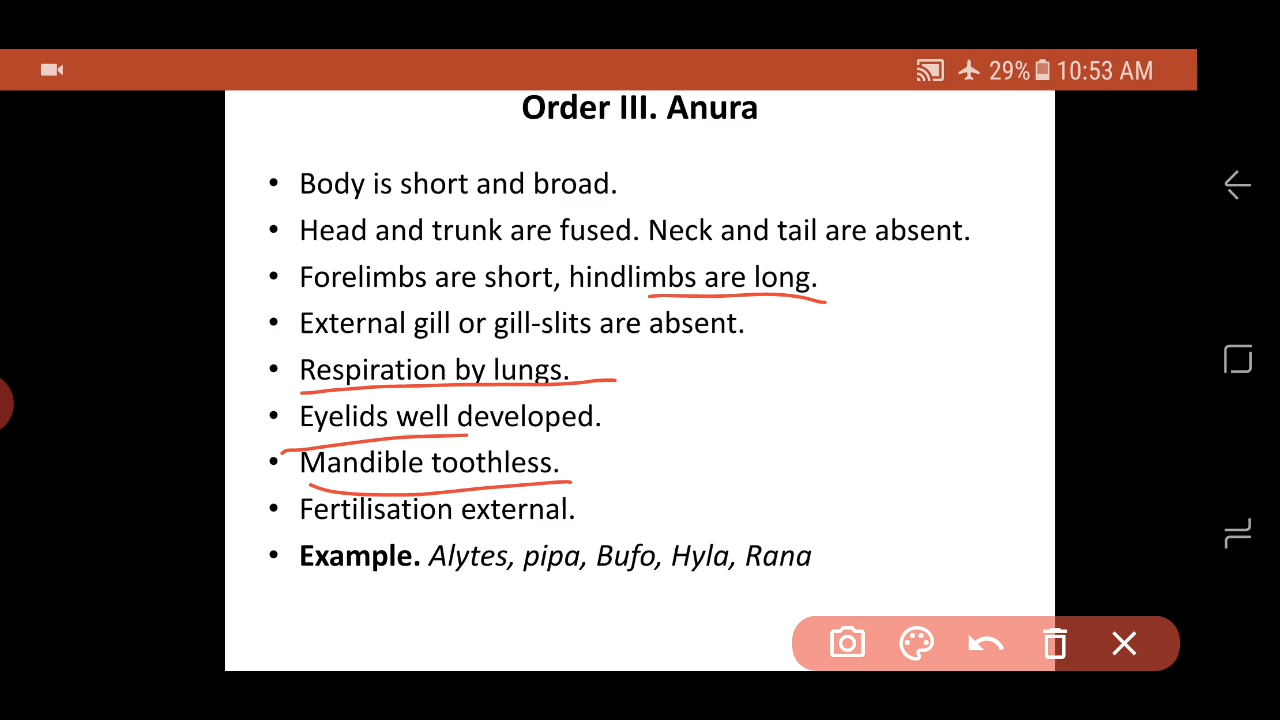 29% 10:53 AM
Order III. Anura
• Body is short and broad.
• Head and trunk are fused. Neck and tail are absent.
• Forelimbs are short, hindlimbs are long.
• External gill or gill-slits are absent.
• Respiration by lungs.
• Eyelids well developed.
• Mandible toothless.
• Fertilisation external.
• Example. Alytes, pipa, Bufo, Hyla, Rana